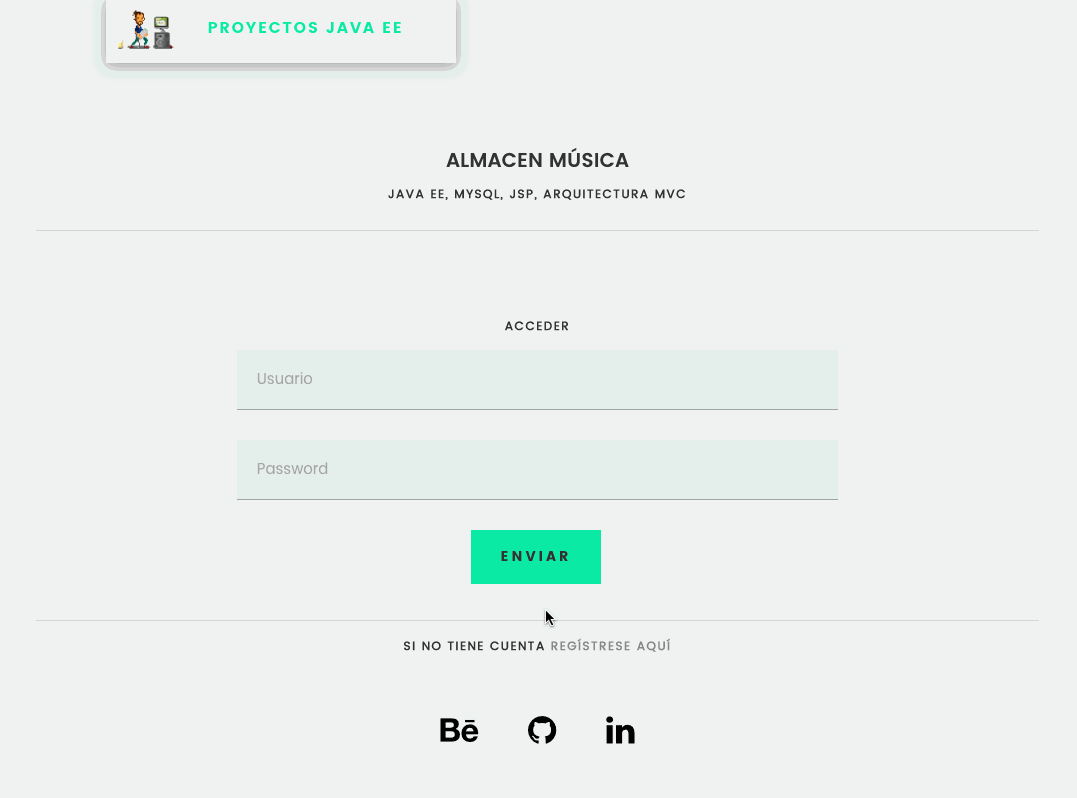 PROYECTOS JAVA EE
ALMACEN MÚSICA
JAVA EE, MYSQL, JSP, ARQUITECTURA MVC
ACCEDER
Usuario
Password
ENVIAR
SI NO TIENE CUENTA REGÍSTRESE AQUÍ
Bē in